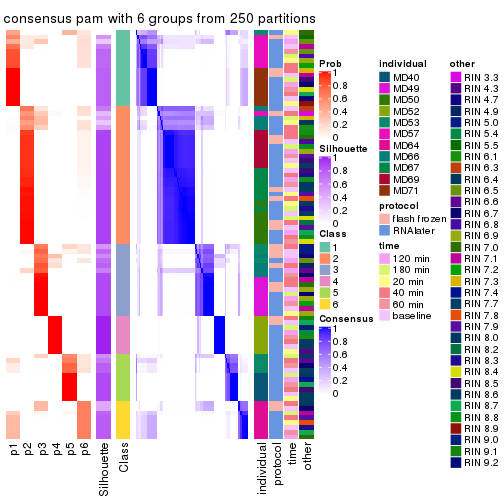 consensus pam with 6 groups from 250 partitions
Prob
1
0.8
0.6
0.4
0.2
0
Silhouette
1
0.8
0.6
0.4
0.2
0
Class
1
2
3
4
5
6
Consensus
1
0.8
0.6
0.4
0.2
0
individual
MD40
MD49
MD50
MD52
MD53
MD57
MD64
MD66
MD67
MD69
MD71
protocol
flash frozen
RNAlater
time
120 min
180 min
20 min
40 min
60 min
baseline
other
RIN 3.3
RIN 4.3
RIN 4.7
RIN 4.9
RIN 5.0
RIN 5.4
RIN 5.5
RIN 6.1
RIN 6.3
RIN 6.4
RIN 6.5
RIN 6.6
RIN 6.7
RIN 6.8
RIN 6.9
RIN 7.0
RIN 7.1
RIN 7.2
RIN 7.3
RIN 7.4
RIN 7.7
RIN 7.8
RIN 7.9
RIN 8.0
RIN 8.2
RIN 8.3
RIN 8.4
RIN 8.5
RIN 8.6
RIN 8.7
RIN 8.8
RIN 8.9
RIN 9.0
RIN 9.1
RIN 9.2
p1
p2
p3
p4
p5
p6
Silhouette
Class
individual
protocol
time
other